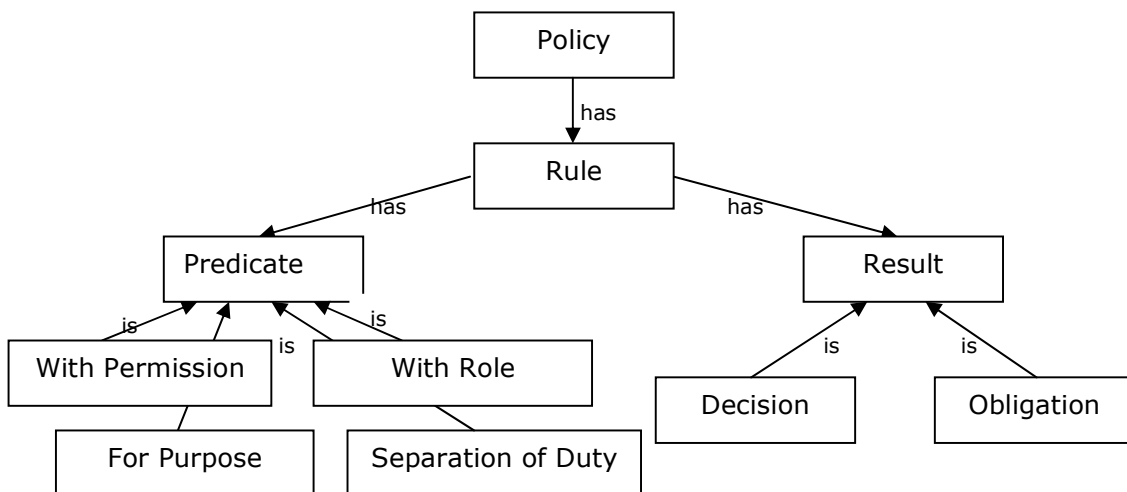 Policy
has
Rule
has
has
Predicate
Result
is
is
is
is
is
With Permission
With Role
Decision
Obligation
For Purpose
Separation of Duty